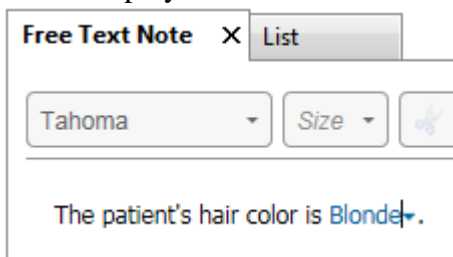 Free Text Note X List
Tahoma Size
The patient's hair color is Blonde.